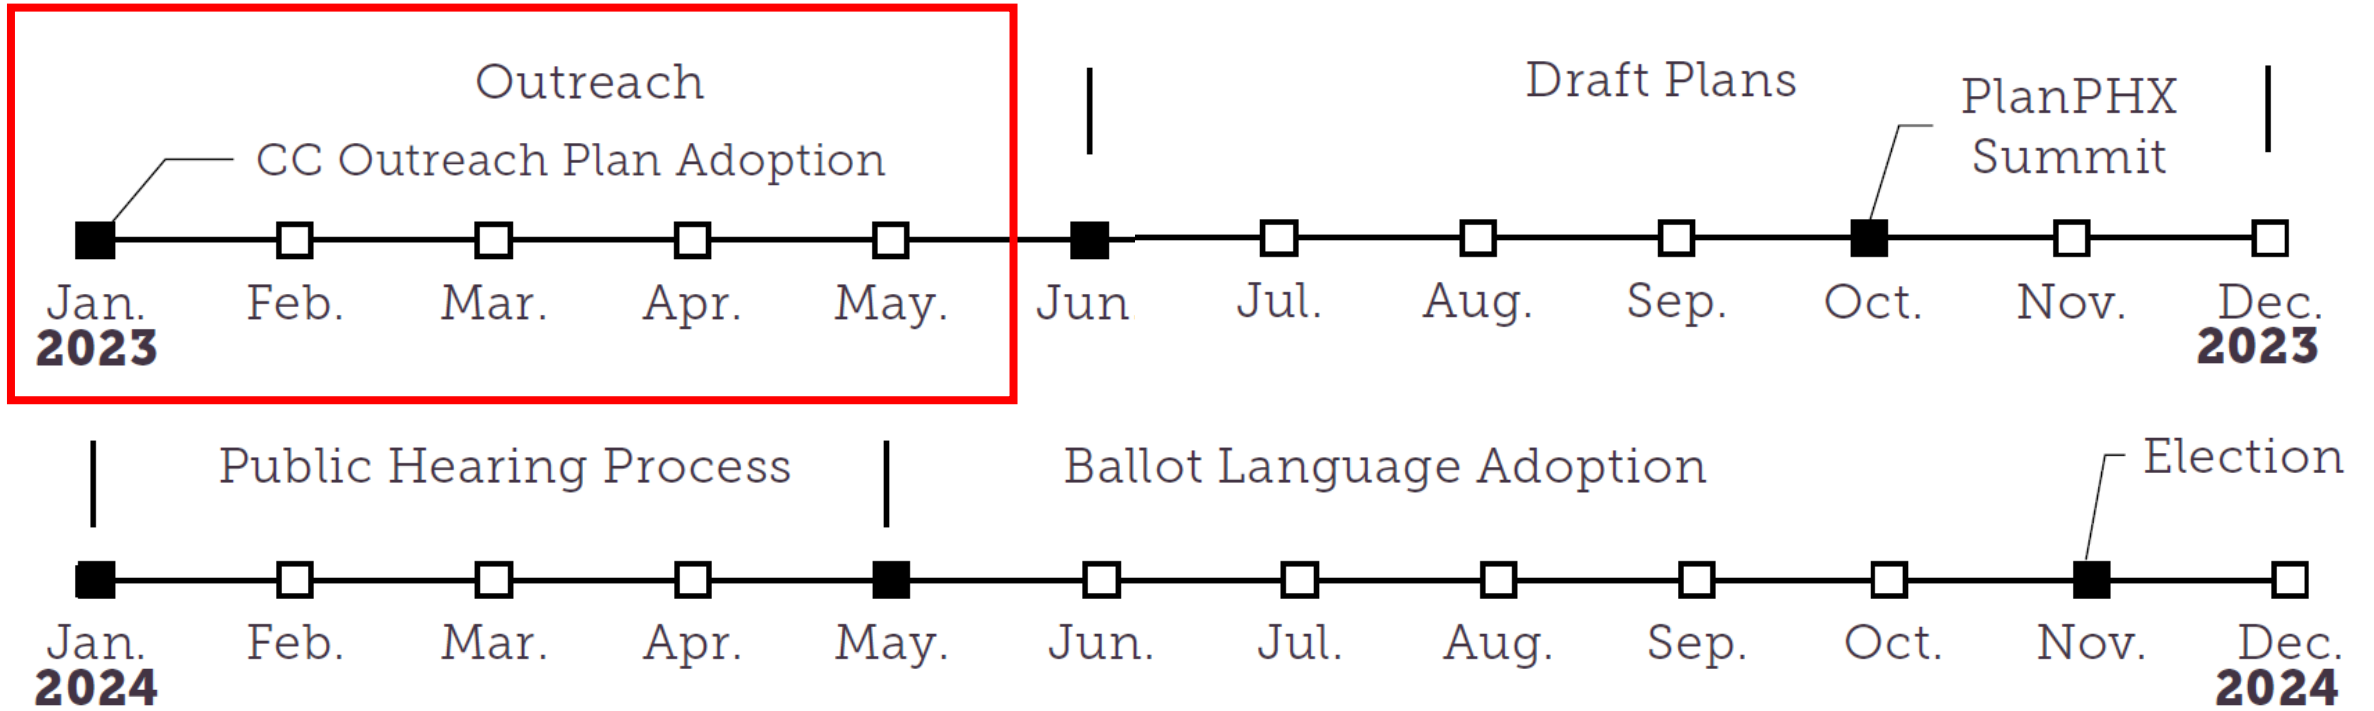 Outreach
Draft Plans
PlanPHX
Summit
CC Outreach Plan Adoption
Jan. Feb. Mar. Apr. May. Jun Jul. Aug. Sep. Oct. Nov. Dec.
2023 2023
Public Hearing Process Ballot Language Adoption Election
Jan. Feb. Mar. Apr. May. Jun. Jul. Aug. Sep. Oct. Nov. Dec.
2024 2024